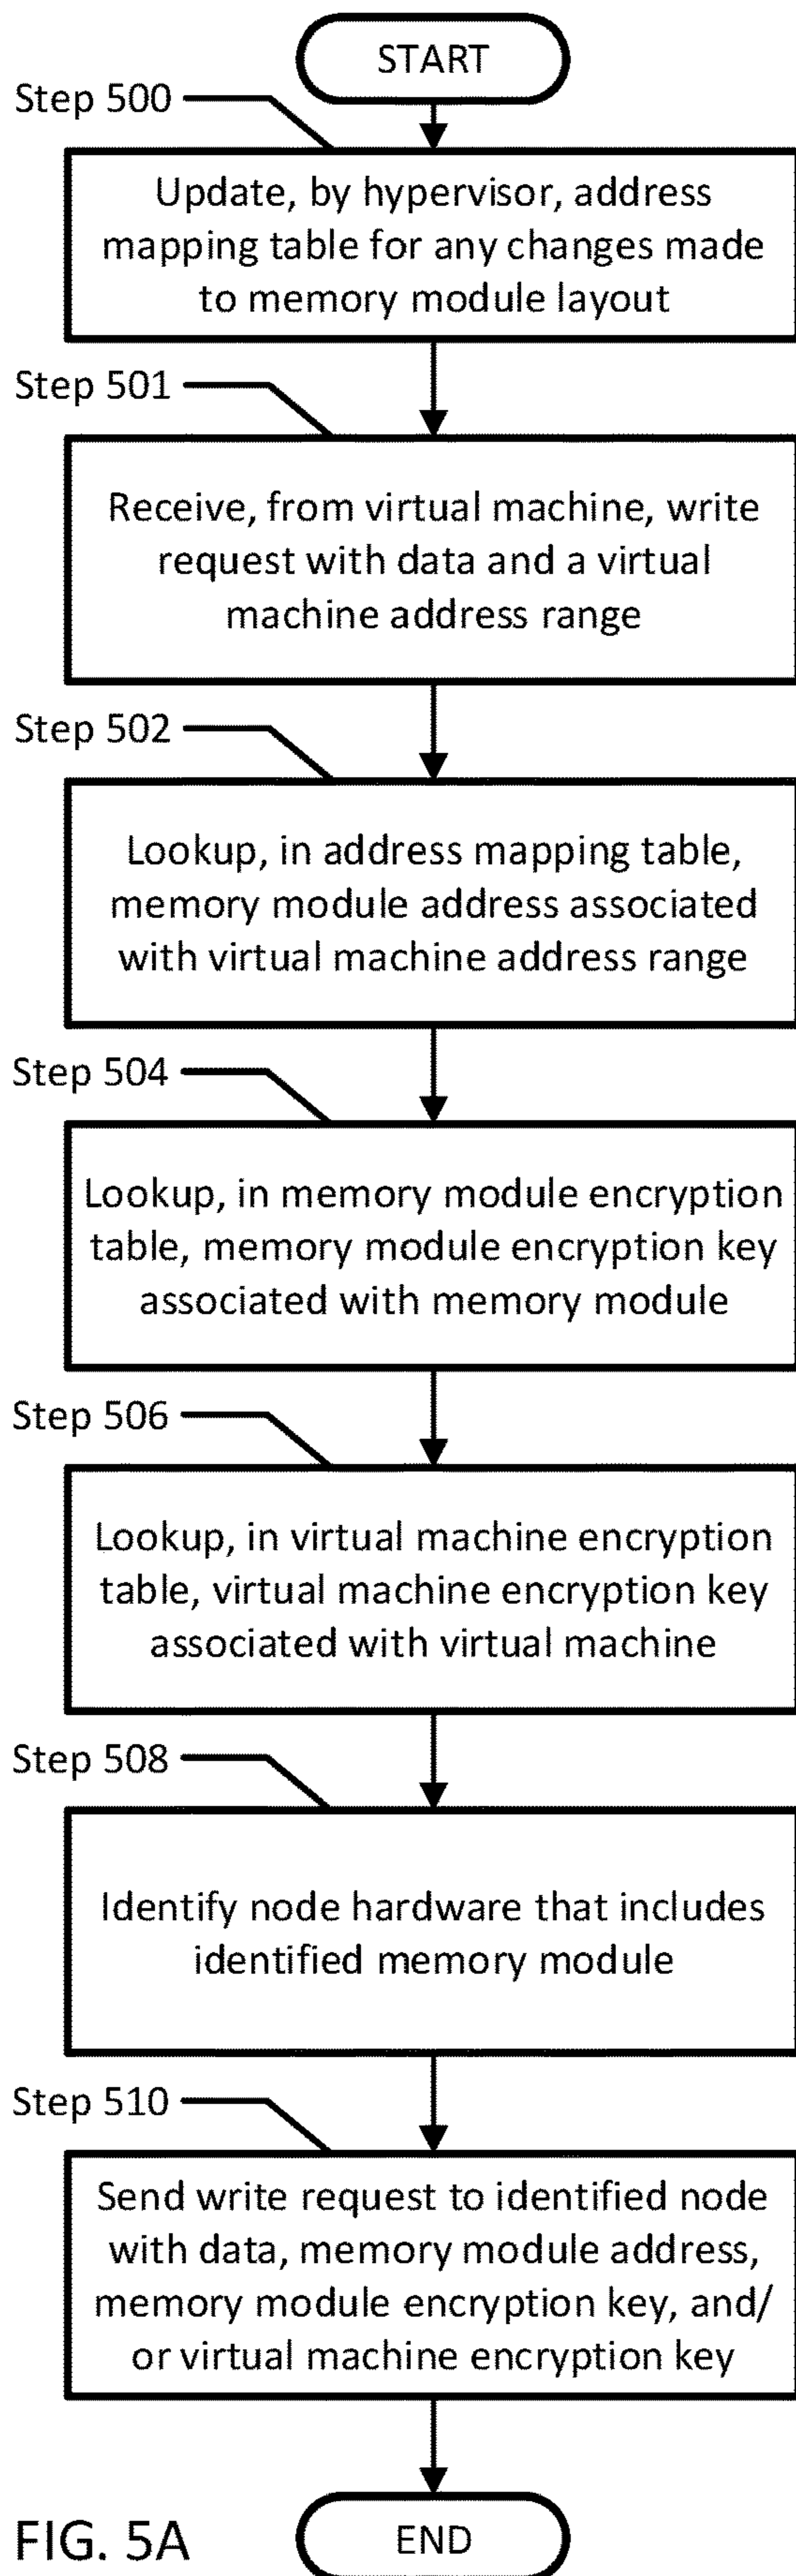 START
Step 500
Update, by hypervisor, address
mapping table for any changes made
to memory module layout
Step 501
Receive, from virtual machine, write
request with data and a virtual
machine address range
Step 502
Lookup, in address mapping table,
memory module address associated
with virtual machine address range
Step 504
Lookup, in memory module encryption
table, memory module encryption key
associated with memory module
Step 506
Lookup, in virtual machine encryption
table, virtual machine encryption key
associated with virtual machine
Step 508
Identify node hardware that includes
identified memory module
Step 510
Send write request to identified node
with data, memory module address,
memory module encryption key, and/
or virtual machine encryption key
FIG. 5A
END